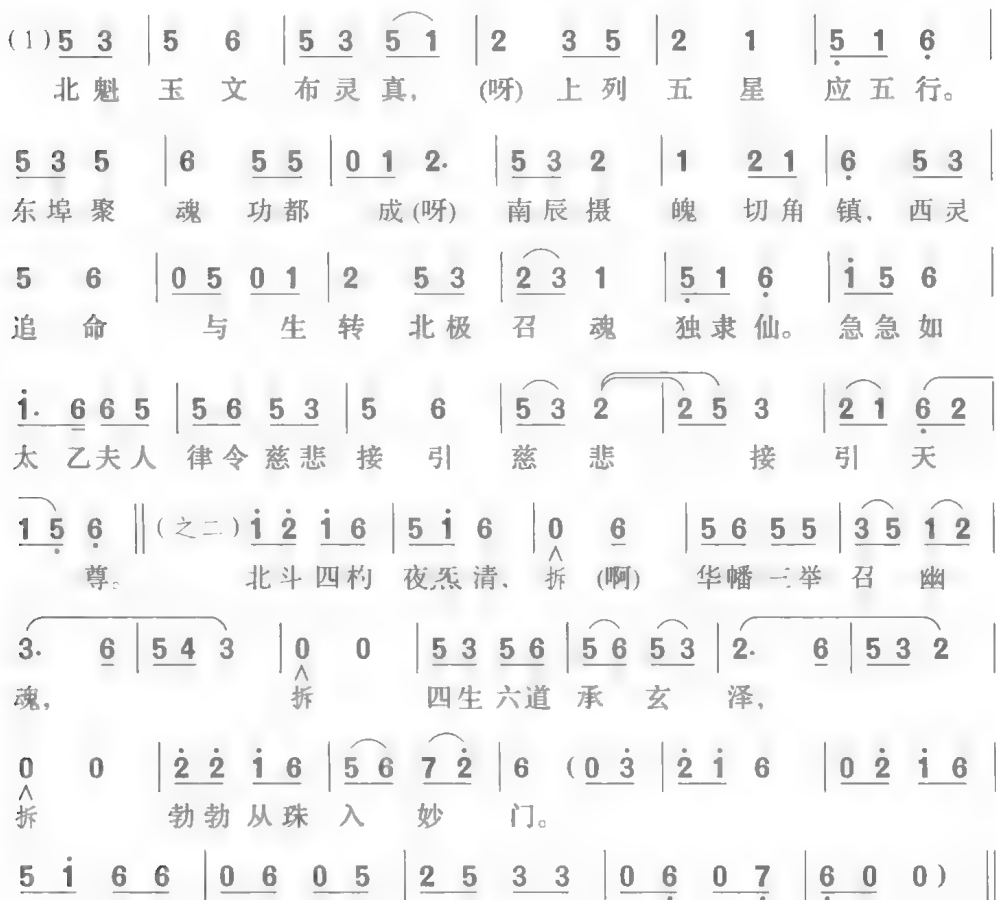 (1) 5 3 | 5 6 | 5 3 5 1 | 2 3 5 | 2 1 | 5 1 6 |
北魁 玉 文 布灵真, (呀) 上列 五 星 应五行。
5 3 5 | 6 5 5 | 0 1 2. | 5 3 2 | 1 2 1 | 6 5 3 |
东埠聚 魂 功都 成(呀) 南辰摄 魄 切角 镇, 西灵
5 6 | 0 5 0 1 | 2 5 3 | 2 3 1 | 5 1 6 | 1 5 6 |
追 命 与 生 转 北极 召 魂 独隶仙。 急急如
1. 6 6 5 | 5 6 5 3 | 5 6 | 5 3 2 | 2 5 3 | 2 1 6 2 |
太 乙夫人 律令慈悲 接 引 慈 悲 接 引 天
1 5 6 || (之二) 1 2 1 6 | 5 1 6 | 0 6 | 5 6 5 5 | 3 5 1 2 |
尊。 北斗四杓 夜炁清, 拆 (啊) 华幡三举 召 幽
3. 6 | 5 4 3 | 0 0 | 5 3 5 6 | 5 6 5 3 | 2. 6 | 5 3 2 |
魂, 拆 四生六道 承 玄 泽,
0 0 | 2 2 1 6 | 5 6 7 2 | 6 (0 3 | 2 1 6 | 0 2 1 6 |
拆 勃勃从珠 入 妙 门。
5 1 6 6 | 0 6 0 5 | 2 5 3 3 | 0 6 0 7 | 6 0 0) ||